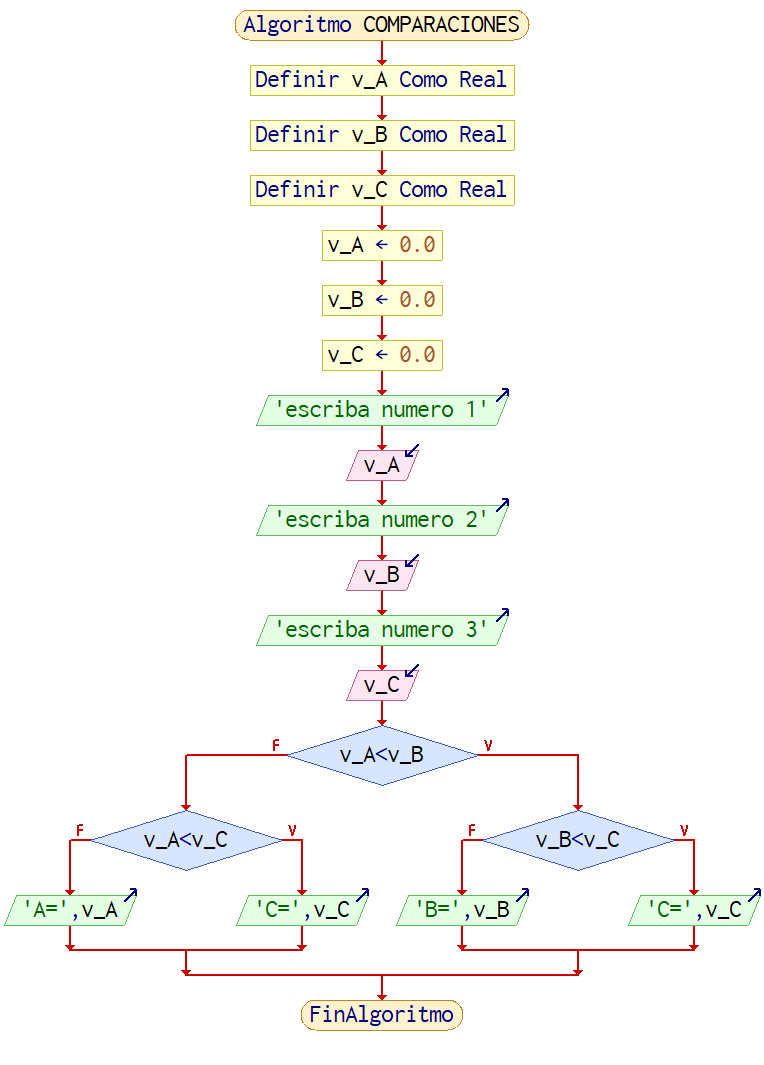 Algoritmo COMPARACIONES
Definir v_A Como Real
Definir v_B Como Real
Definir v_C Como Real
v_A ← 0.0
v_B ← 0.0
v_C ← 0.0
'escriba numero 1'
v_A
'escriba numero 2'
v_B
'escriba numero 3'
v_C
F V
v_A<v_B
F V F V
v_A<v_C v_B<v_C
'A=',v_A 'C=',v_C 'B=',v_B 'C=',v_C
FinAlgoritmo